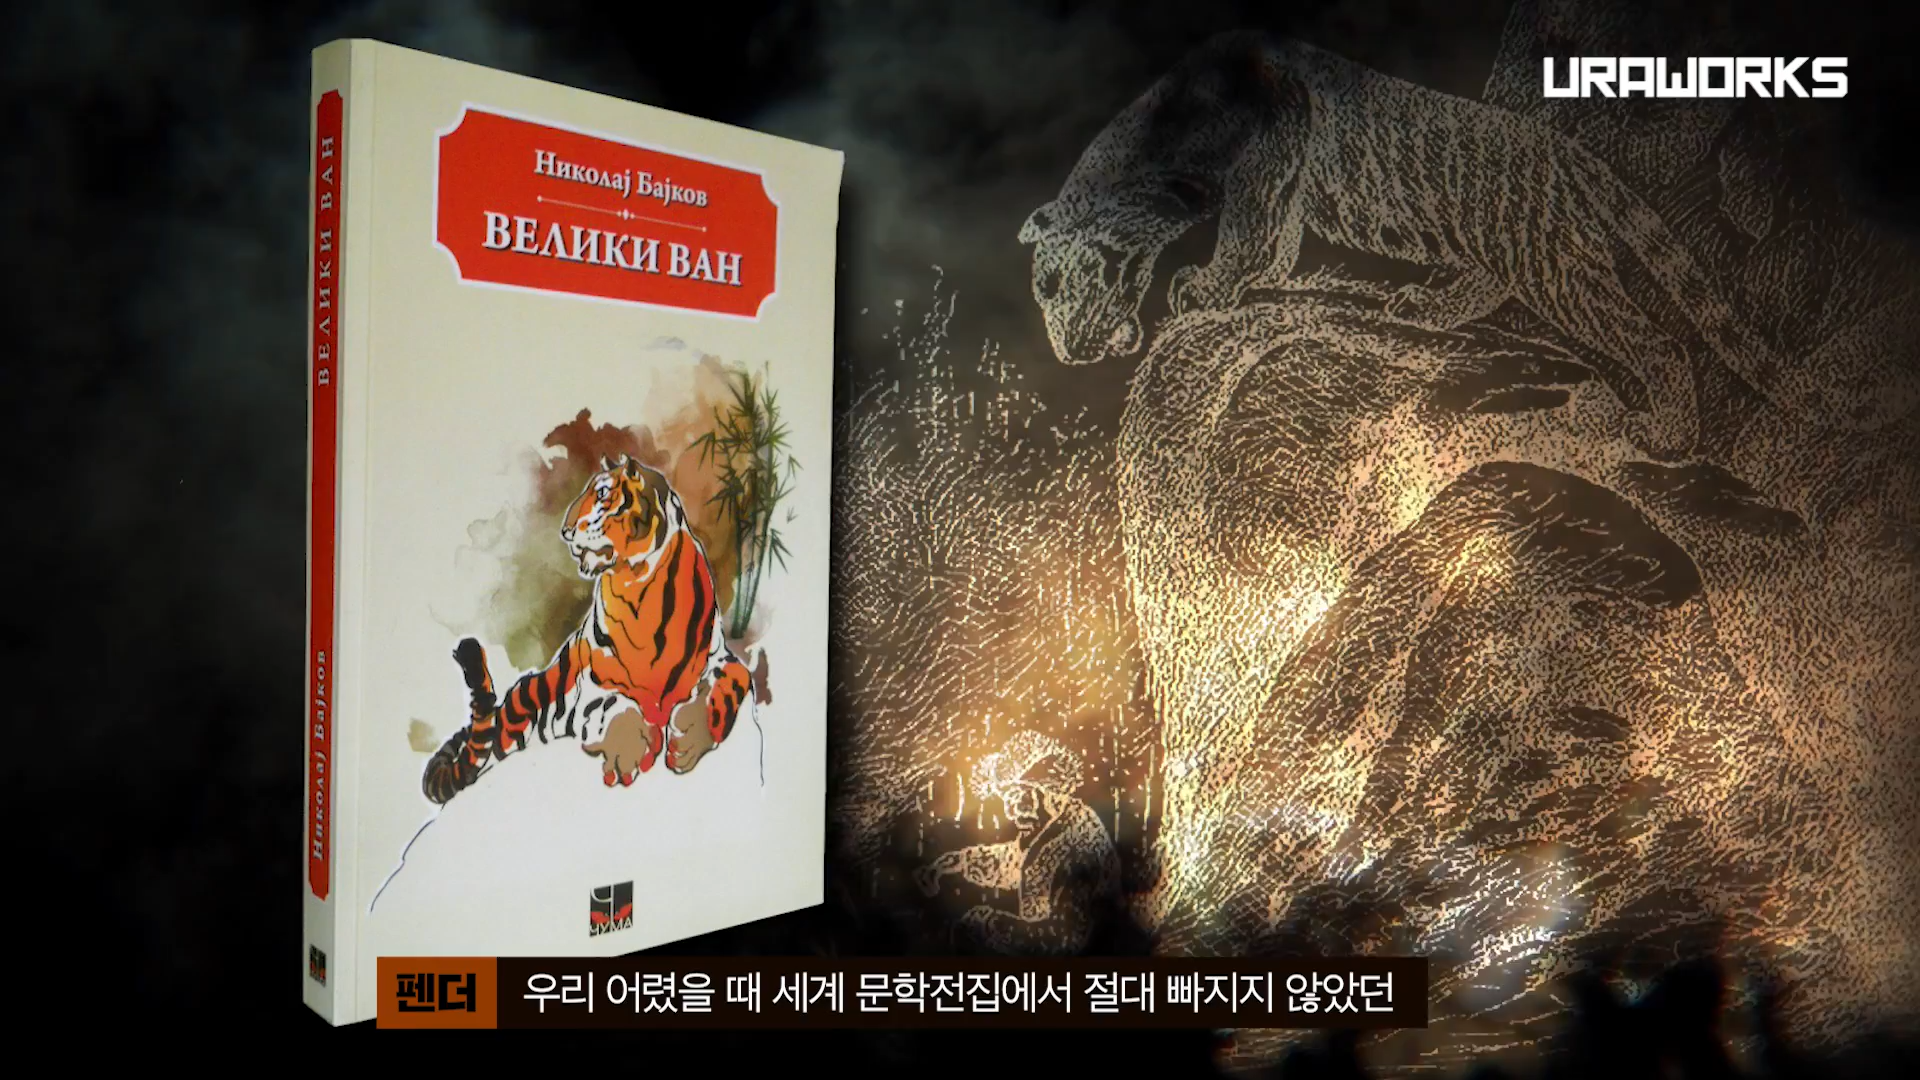 URAWORKS
Николај Бајков
ВЕЛИКИ ВАН
ВЕЛИКИ ВАН
Николај Бајков
ЧУМА
펜더
우리 어렸을 때 세계 문학전집에서 절대 빠지지 않았던